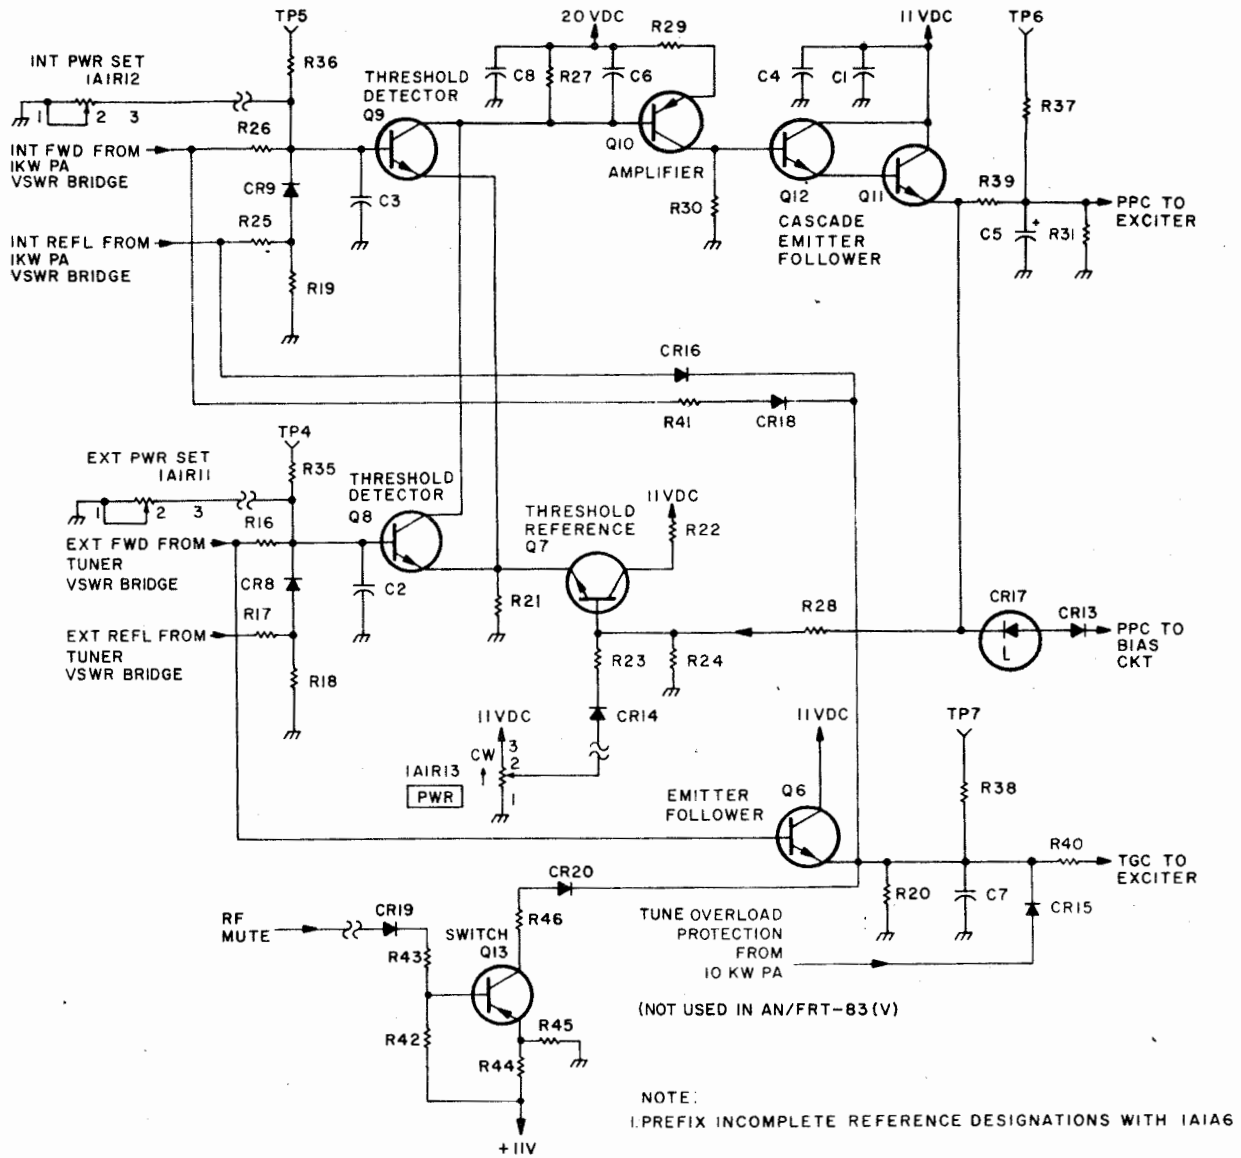 TP5
20 VDC
R29
11 VDC
TP6
INT PWR SET
1A1R12
R36
THRESHOLD
DETECTOR
Q9
C8
R27
C6
C4
C1
R37
1
2
3
R26
Q10
AMPLIFIER
INT FWD FROM
1KW PA
VSWR BRIDGE
CR9
C3
R30
Q12
Q11
CASCADE
EMITTER
FOLLOWER
R39
PPC TO
EXCITER
C5
+
R31
R25
INT REFL FROM
1KW PA
VSWR BRIDGE
R19
CR16
R41
CR18
TP4
EXT PWR SET
1A1R11
R35
THRESHOLD
DETECTOR
Q8
1
2
3
R16
THRESHOLD
REFERENCE
Q7
11VDC
R22
EXT FWD FROM
TUNER
VSWR BRIDGE
CR8
C2
R21
R28
CR17
L
CR13
PPC TO
BIAS
CKT
R17
EXT REFL FROM
TUNER
VSWR BRIDGE
R18
R23
R24
CR14
11VDC
3
CW
2
1
1A1R13
PWR
11VDC
TP7
EMITTER
FOLLOWER
Q6
R38
R40
TGC TO
EXCITER
CR20
R20
C7
CR15
RF
MUTE
CR19
R46
TUNE OVERLOAD
PROTECTION
FROM
10 KW PA
SWITCH
Q13
R43
(NOT USED IN AN/FRT-83(V)
R42
R45
R44
+11V
NOTE:
1. PREFIX INCOMPLETE REFERENCE DESIGNATIONS WITH 1A1A6